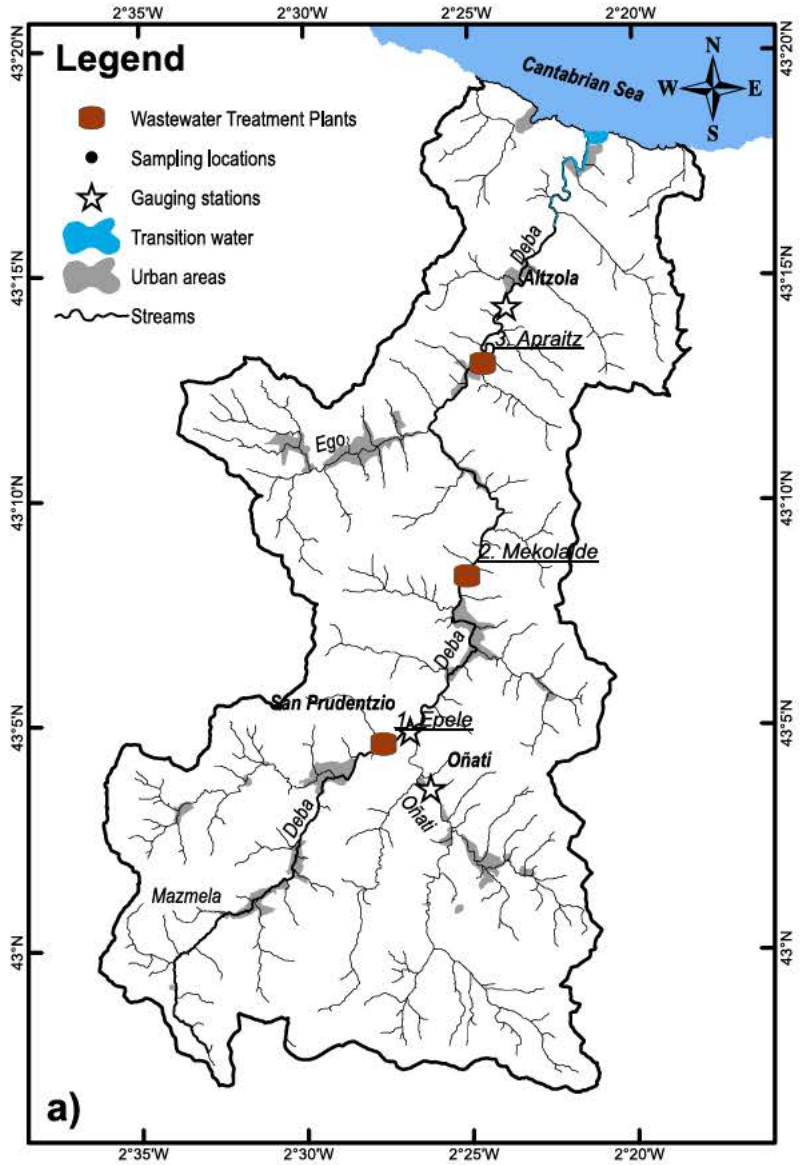 2°35'W 2°30'W 2°25'W 2°20'W
43°20'N 43°20'N
Legend
Wastewater Treatment Plants
Sampling locations
Gauging stations
Transition water
Urban areas
Streams
Cantabrian Sea
N
W E
S
43°15'N 43°15'N
Deba
Altzola
3. Apraitz
Ego
43°10'N 43°10'N
2. Mekolalde
Deba
San Prudentzio
1. Epele
43°5'N 43°5'N
Oñati
Deba
Oñati
Mazmela
43°N 43°N
a)
2°35'W 2°30'W 2°25'W 2°20'W